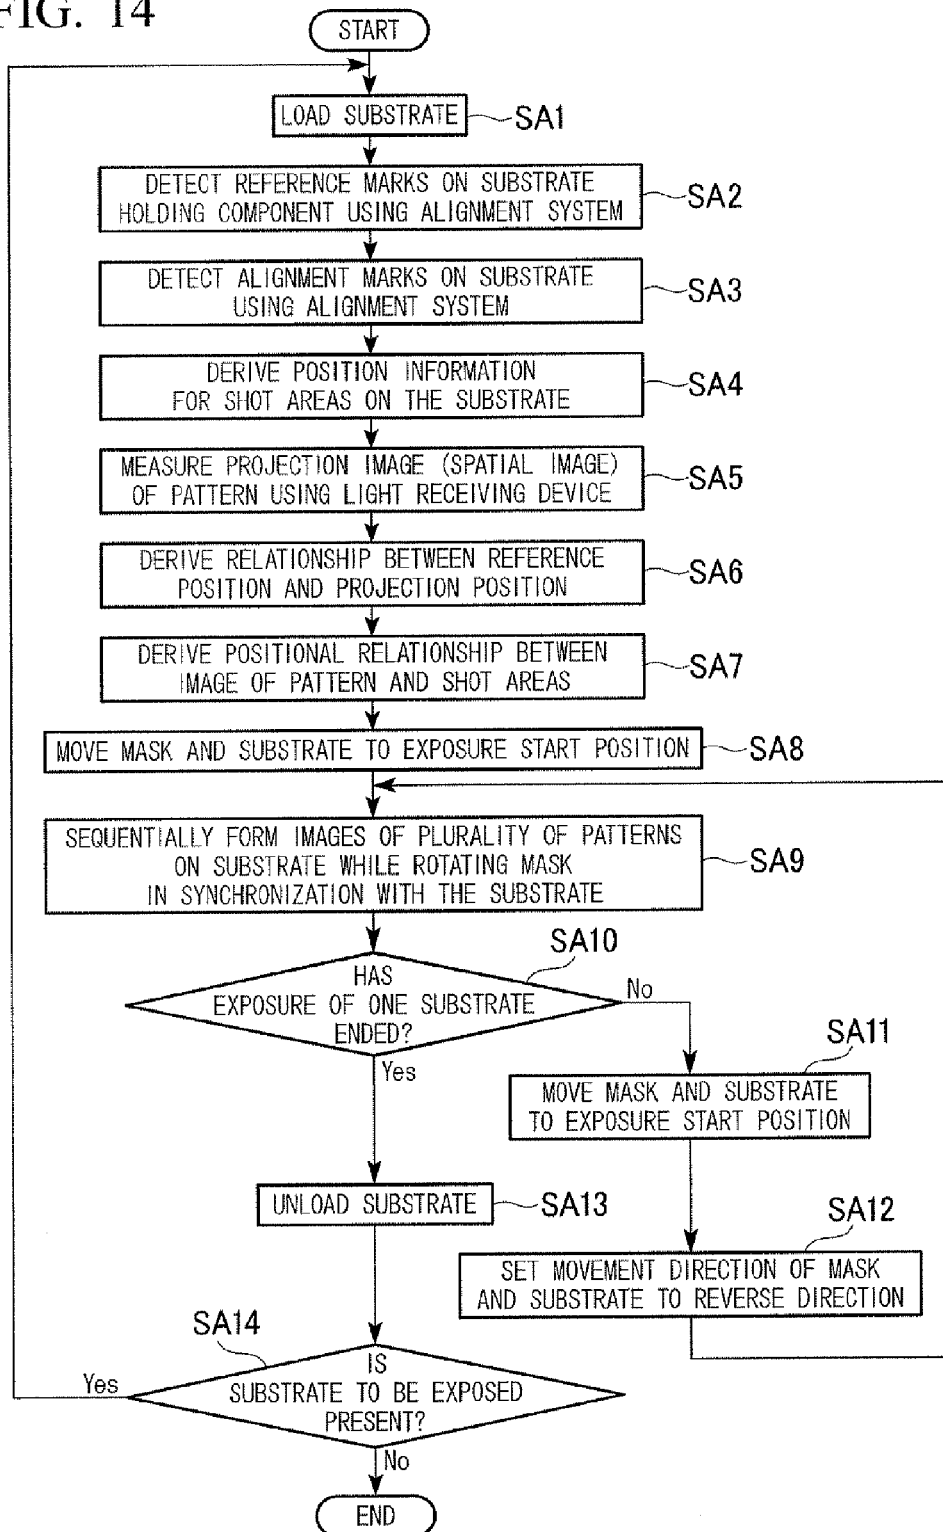 FIG. 14
START
LOAD SUBSTRATE
SA1
DETECT REFERENCE MARKS ON SUBSTRATE
HOLDING COMPONENT USING ALIGNMENT SYSTEM
SA2
DETECT ALIGNMENT MARKS ON SUBSTRATE
USING ALIGNMENT SYSTEM
SA3
DERIVE POSITION INFORMATION
FOR SHOT AREAS ON THE SUBSTRATE
SA4
MEASURE PROJECTION IMAGE (SPATIAL IMAGE)
OF PATTERN USING LIGHT RECEIVING DEVICE
SA5
DERIVE RELATIONSHIP BETWEEN REFERENCE
POSITION AND PROJECTION POSITION
SA6
DERIVE POSITIONAL RELATIONSHIP BETWEEN
IMAGE OF PATTERN AND SHOT AREAS
SA7
MOVE MASK AND SUBSTRATE TO EXPOSURE START POSITION
SA8
SEQUENTIALLY FORM IMAGES OF PLURALITY OF PATTERNS
ON SUBSTRATE WHILE ROTATING MASK
IN SYNCHRONIZATION WITH THE SUBSTRATE
SA9
SA10
HAS
EXPOSURE OF ONE SUBSTRATE
ENDED?
No
Yes
SA11
MOVE MASK AND SUBSTRATE
TO EXPOSURE START POSITION
UNLOAD SUBSTRATE
SA13
SA12
SET MOVEMENT DIRECTION OF MASK
AND SUBSTRATE TO REVERSE DIRECTION
SA14
IS
SUBSTRATE TO BE EXPOSED
PRESENT?
Yes
No
END